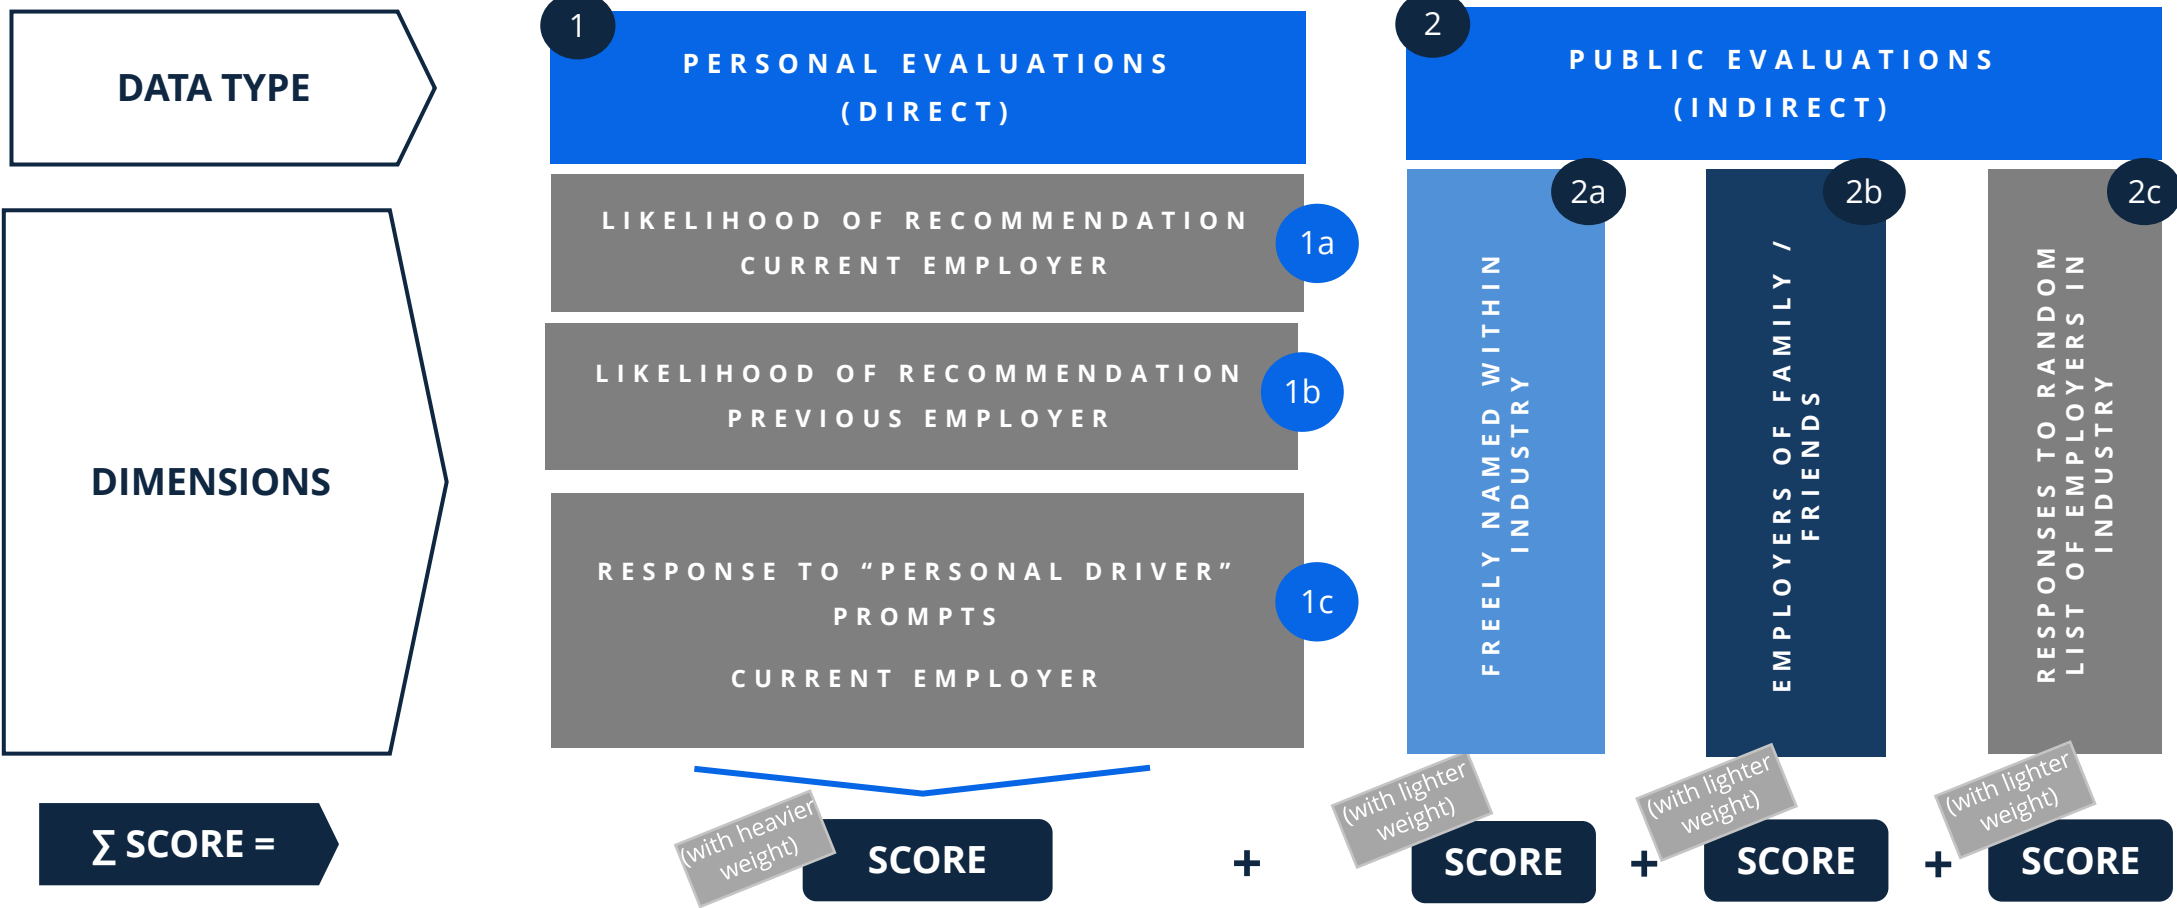 DATA TYPE
1
PERSONAL EVALUATIONS
(DIRECT)
2
PUBLIC EVALUATIONS
(INDIRECT)
DIMENSIONS
LIKELIHOOD OF RECOMMENDATION
CURRENT EMPLOYER
1a
LIKELIHOOD OF RECOMMENDATION
PREVIOUS EMPLOYER
1b
RESPONSE TO “PERSONAL DRIVER”
PROMPTS
CURRENT EMPLOYER
1c
2a
FREELY NAMED WITHIN
INDUSTRY
2b
EMPLOYERS OF FAMILY /
FRIENDS
2c
RESPONSES TO RANDOM
LIST OF EMPLOYERS IN
INDUSTRY
∑ SCORE =
(with heavier
weight)
SCORE
+
(with lighter
weight)
SCORE
+
(with lighter
weight)
SCORE
+
(with lighter
weight)
SCORE